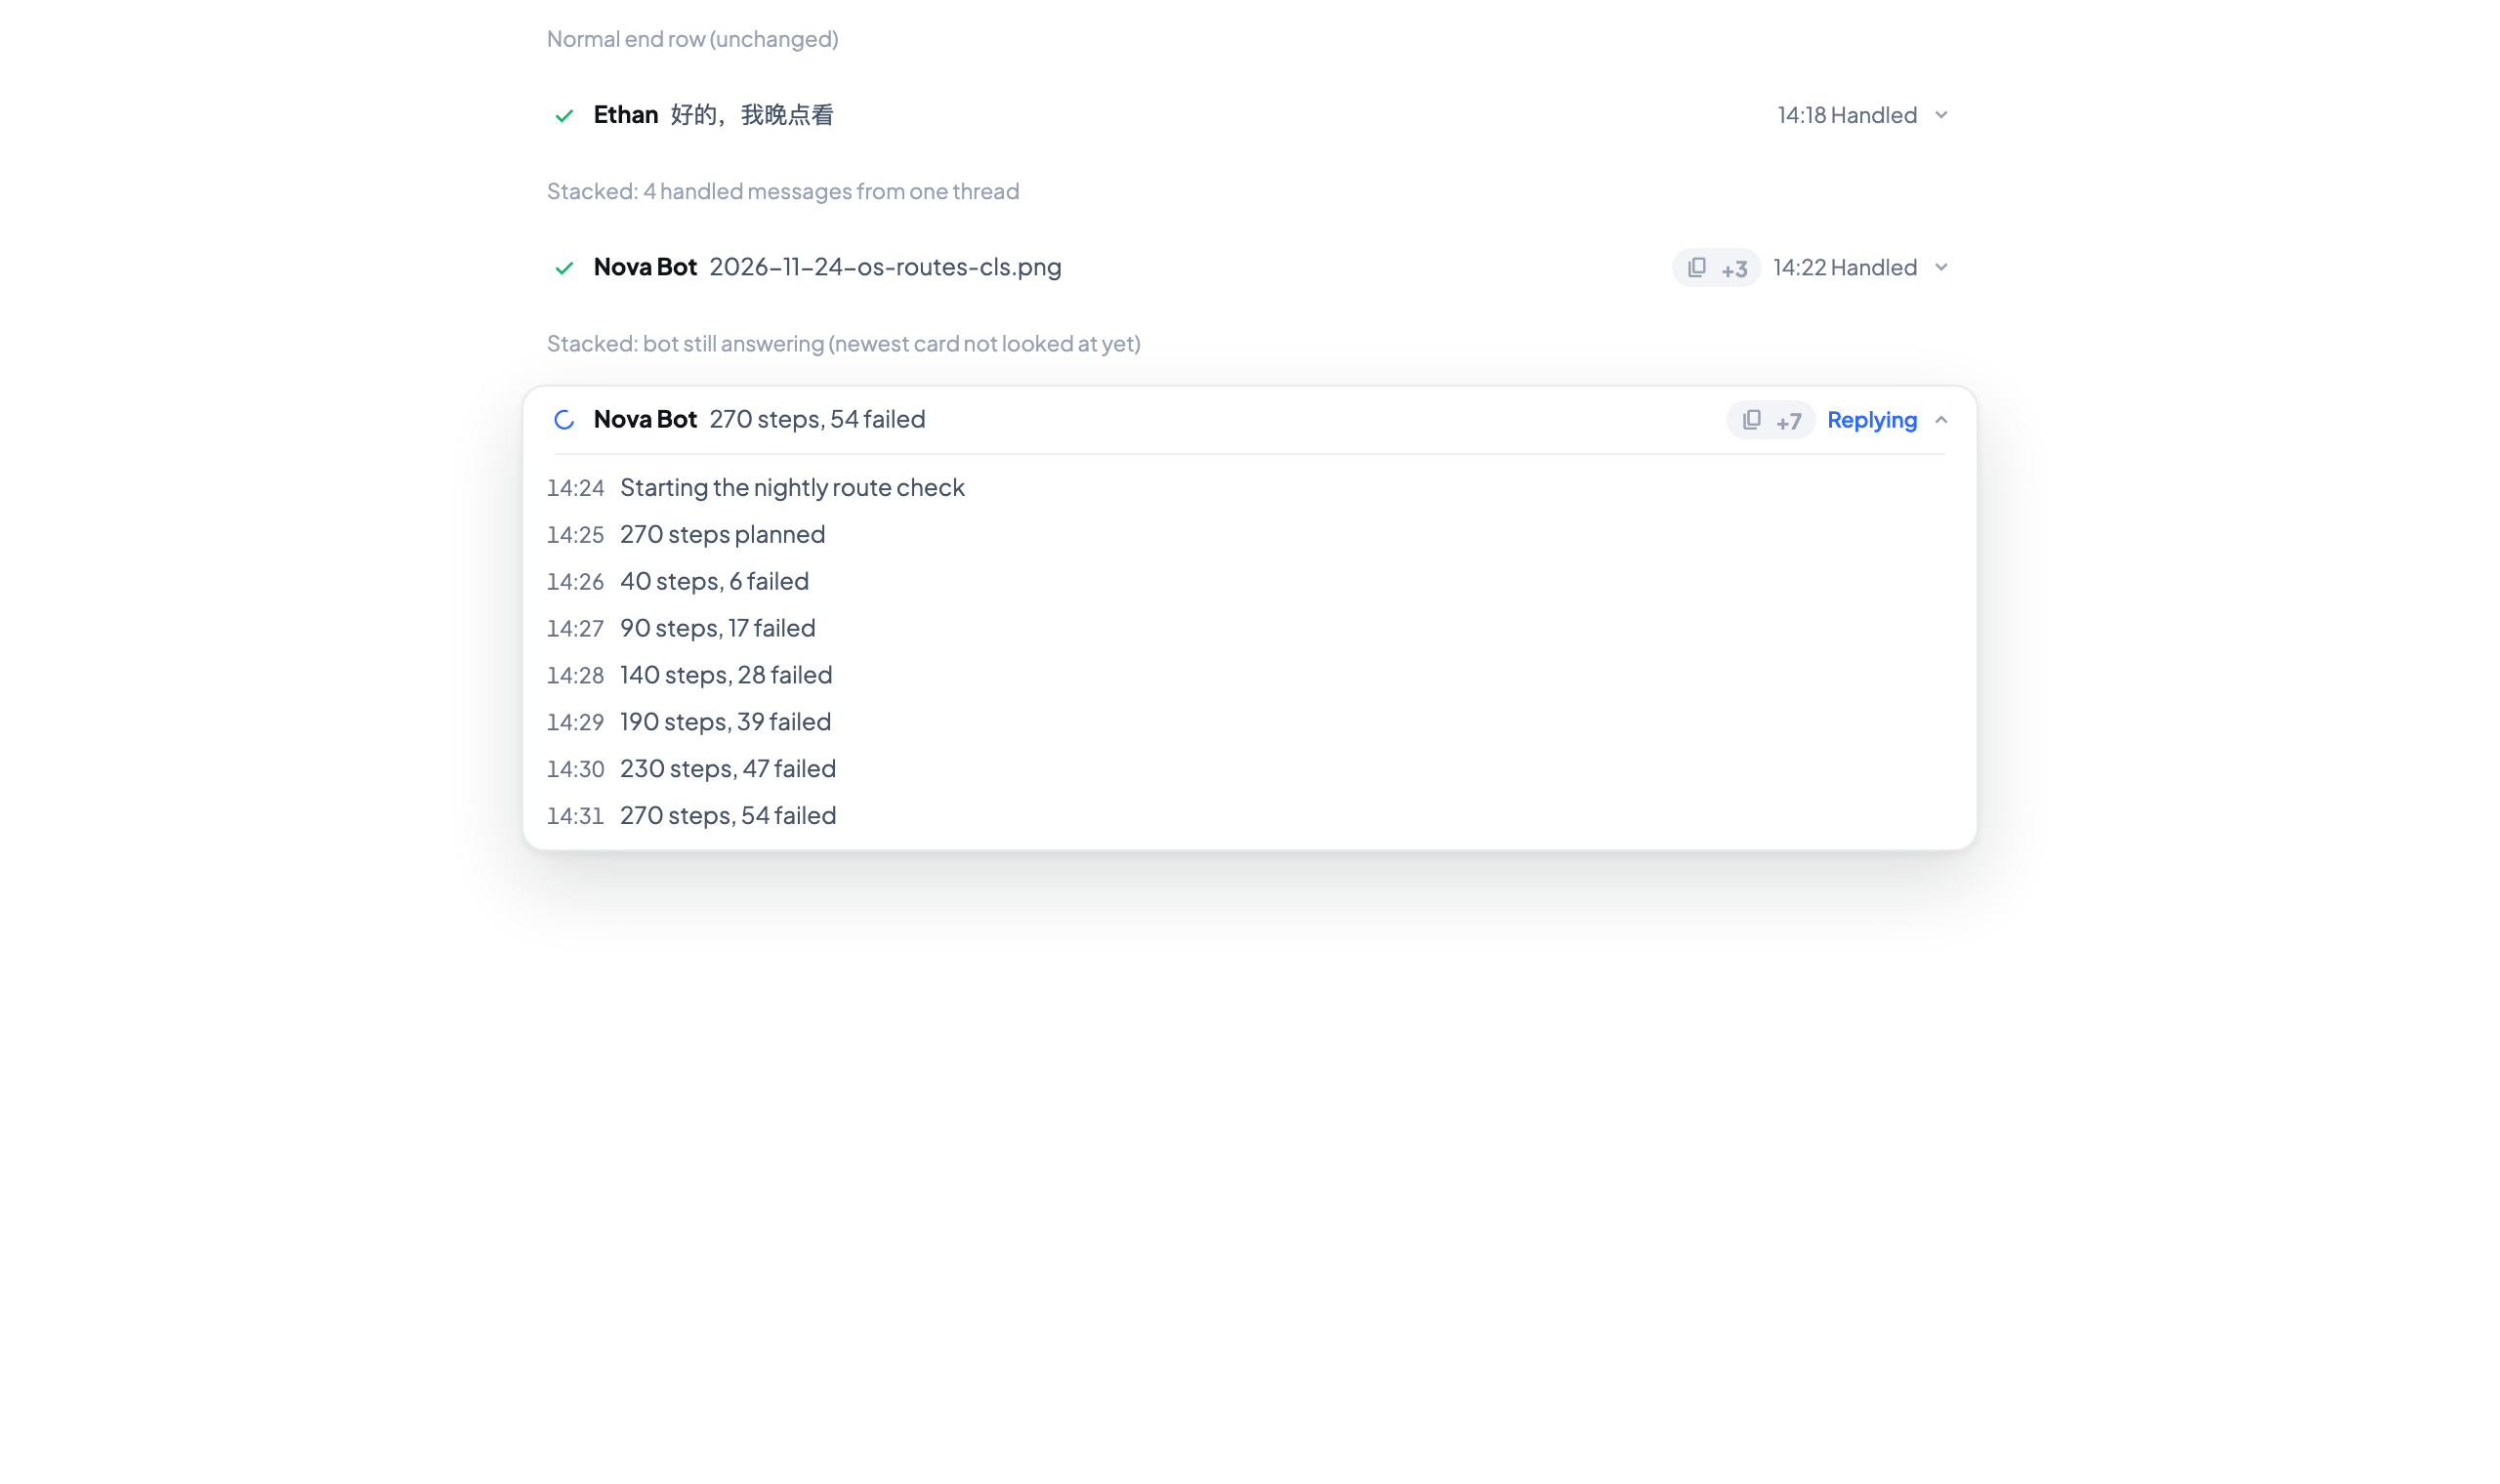 Normal end row (unchanged)
Ethan 好的，我晚点看 14:18 Handled
Stacked: 4 handled messages from one thread
Nova Bot 2026–11–24–os-routes-cls.png +3 14:22 Handled
Stacked: bot still answering (newest card not looked at yet)
Nova Bot 270 steps, 54 failed +7 Replying
14:24 Starting the nightly route check
14:25 270 steps planned
14:26 40 steps, 6 failed
14:27 90 steps, 17 failed
14:28 140 steps, 28 failed
14:29 190 steps, 39 failed
14:30 230 steps, 47 failed
14:31 270 steps, 54 failed